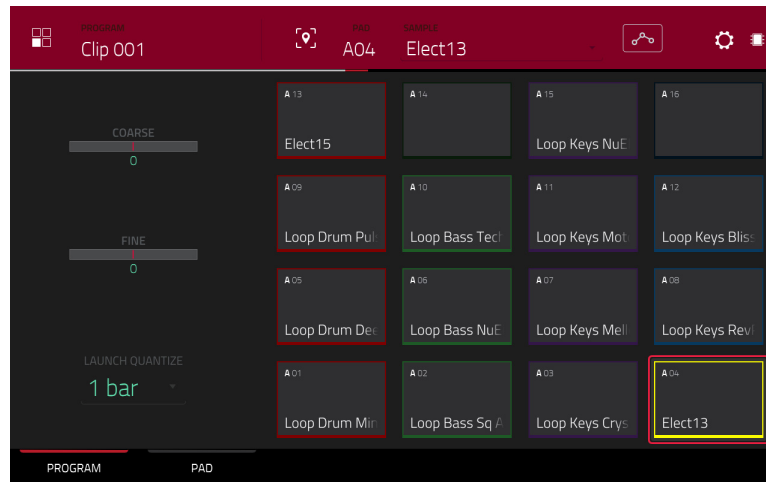 PROGRAM
Clip 001
PAD
A04
SAMPLE
Elect13
COARSE
0
FINE
0
LAUNCH QUANTIZE
1 bar
A 13
Elect15
A 14
A 15
Loop Keys NuE
A 16
A 09
Loop Drum Pul
A 10
Loop Bass Tech
A 11
Loop Keys Mot
A 12
Loop Keys Bliss
A 05
Loop Drum Dee
A 06
Loop Bass NuE
A 07
Loop Keys Mell
A 08
Loop Keys Rev
A 01
Loop Drum Min
A 02
Loop Bass Sq A
A 03
Loop Keys Crys
A 04
Elect13
PROGRAM
PAD